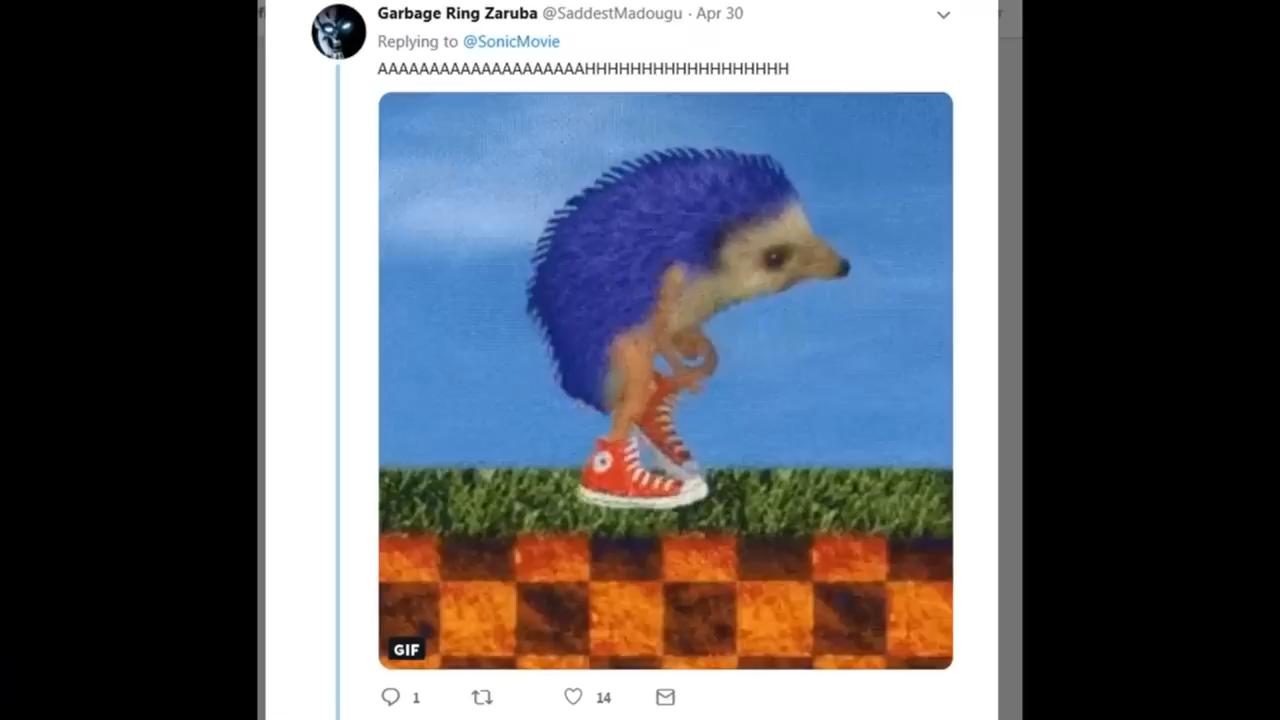 Garbage Ring Zaruba @SaddestMadougu · Apr 30
Replying to @SonicMovie
AAAAAAAAAAAAAAAAAAAAHHHHHHHHHHHHHHHHHH
GIF
1 14